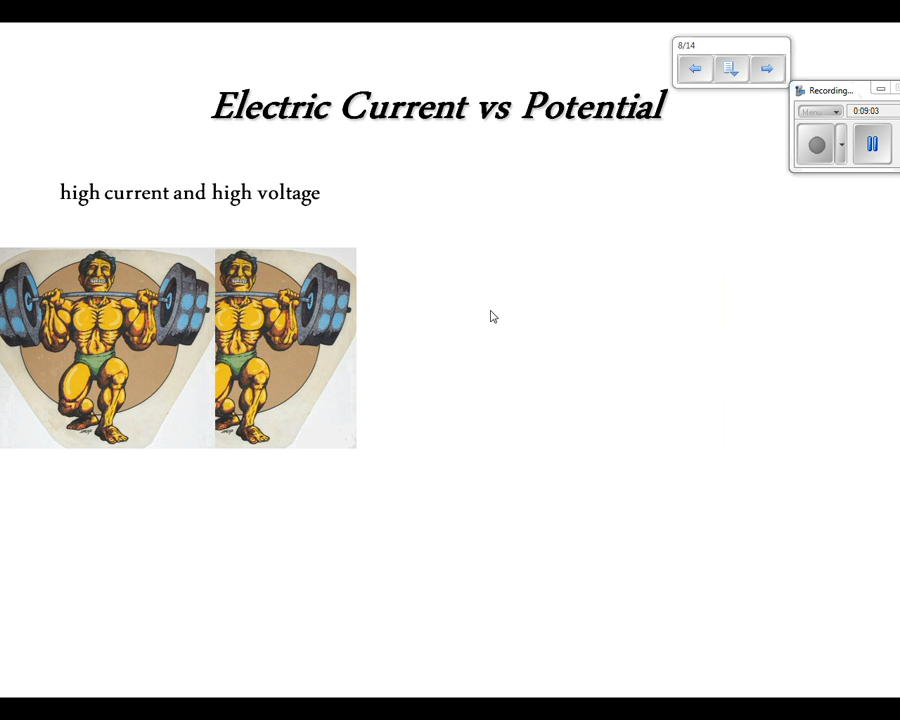 8/14
Electric Current vs Potential
Recording...
Menu
0:09:03
high current and high voltage